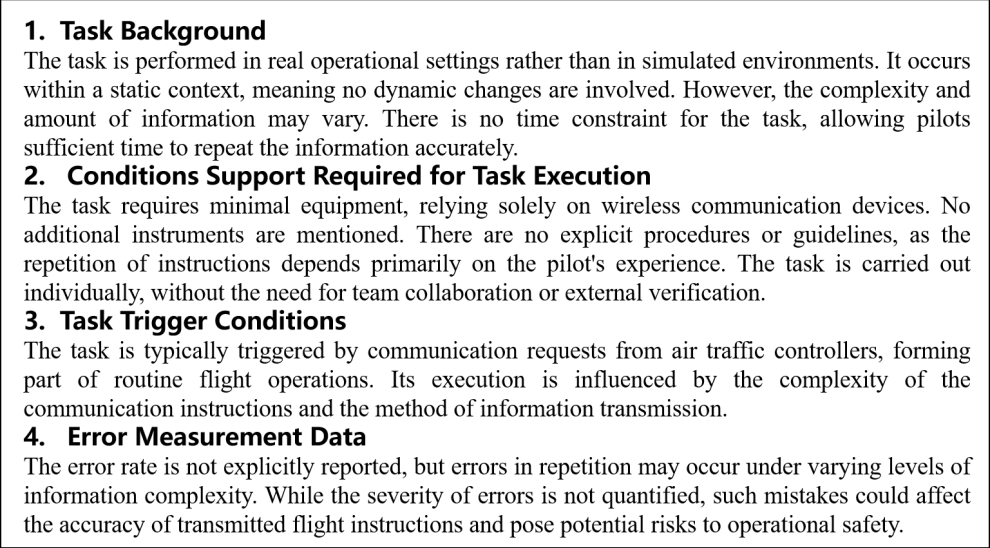 1. Task Background
The task is performed in real operational settings rather than in simulated environments. It occurs
within a static context, meaning no dynamic changes are involved. However, the complexity and
amount of information may vary. There is no time constraint for the task, allowing pilots
sufficient time to repeat the information accurately.
2. Conditions Support Required for Task Execution
The task requires minimal equipment, relying solely on wireless communication devices. No
additional instruments are mentioned. There are no explicit procedures or guidelines, as the
repetition of instructions depends primarily on the pilot's experience. The task is carried out
individually, without the need for team collaboration or external verification.
3. Task Trigger Conditions
The task is typically triggered by communication requests from air traffic controllers, forming
part of routine flight operations. Its execution is influenced by the complexity of the
communication instructions and the method of information transmission.
4. Error Measurement Data
The error rate is not explicitly reported, but errors in repetition may occur under varying levels of
information complexity. While the severity of errors is not quantified, such mistakes could affect
the accuracy of transmitted flight instructions and pose potential risks to operational safety.